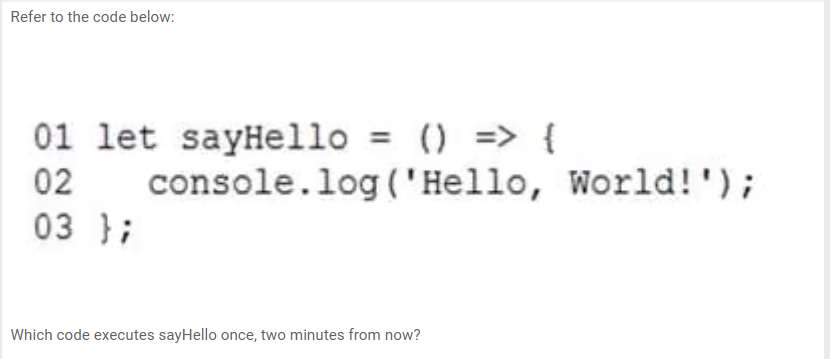 Refer to the code below:
01 let sayHello = () => {
02 console.log('Hello, World!');
03 };
Which code executes sayHello once, two minutes from now?